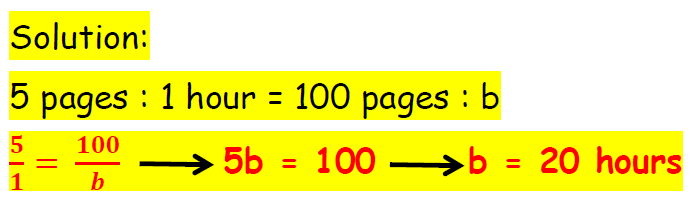 Solution:
5 pages : 1 hour = 100 pages : b
5/1 = 100/b ⟶ 5b = 100 ⟶ b = 20 hours